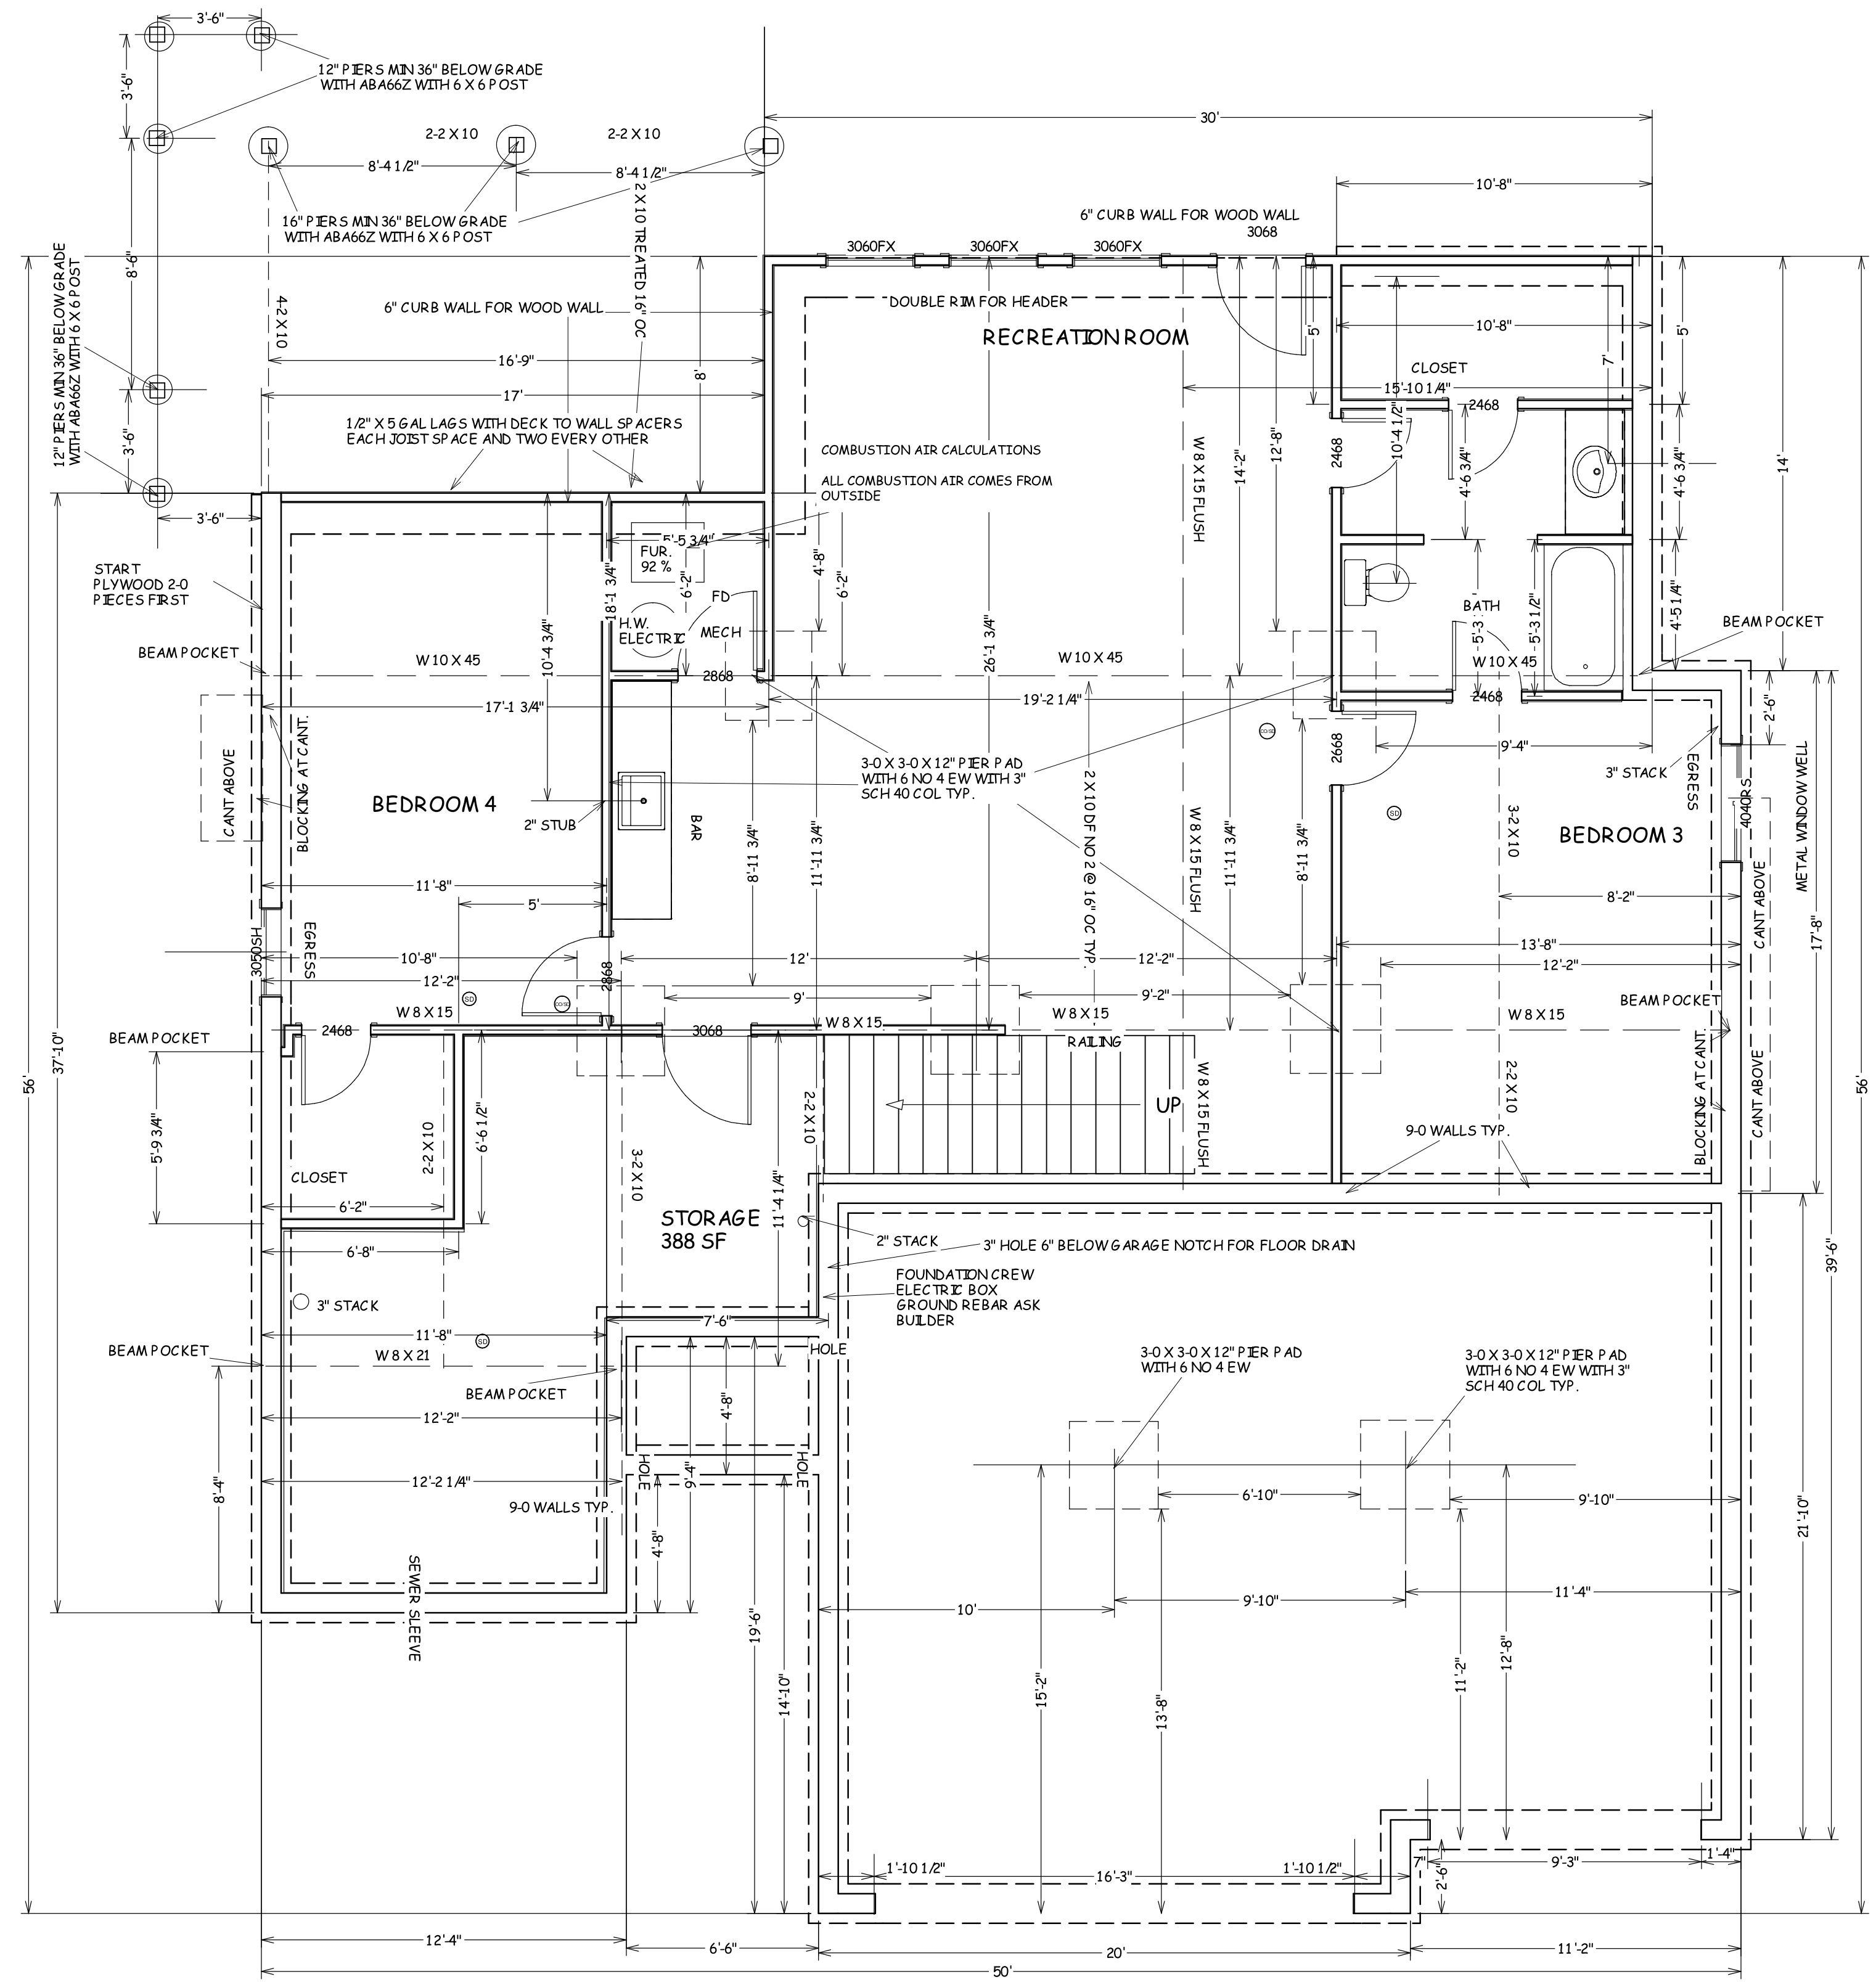 3'-6"
3'-6"
12" PIERS MIN 36" BELOW GRADE
WITH ABA66Z WITH 6 X 6 POST
2-2 X 10
2-2 X 10
8'-4 1/2"
8'-4 1/2"
30'
10'-8"
16" PIERS MIN 36" BELOW GRADE
WITH ABA66Z WITH 6 X 6 POST
2 X 10 TREATED 16" OC
6" CURB WALL FOR WOOD WALL
3068
3060FX
3060FX
3060FX
8'-6"
12" PIERS MIN 36" BELOW GRADE
WITH ABA66Z WITH 6 X 6 POST
4-2 X 10
6" CURB WALL FOR WOOD WALL
DOUBLE RIM FOR HEADER
RECREATION ROOM
5'
10'-8"
7'
5'
14'
16'-9"
8'
17'
CLOSET
15'-10 1/4"
2468
1/2" X 5 GAL LAGS WITH DECK TO WALL SPACERS
EACH JOIST SPACE AND TWO EVERY OTHER
3'-6"
COMBUSTION AIR CALCULATIONS
ALL COMBUSTION AIR COMES FROM
OUTSIDE
W 8 X 15 FLUSH
14'-2"
12'-8"
2468
10'-4 1/2"
4'-6 3/4"
4'-6 3/4"
3'-6"
5'-5 3/4"
FUR.
92 %
18'-1 3/4"
6'-2"
4'-8"
6'-2"
START
PLYWOOD 2-0
PIECES FIRST
FD
H.W.
ELECTRIC
MECH
26'-1 3/4"
BATH
5'-3
5'-3 1/2"
4'-5 1/4"
BEAM POCKET
BEAM POCKET
W 10 X 45
10'-4 3/4"
2868
W 10 X 45
W 10 X 45
2468
17'-1 3/4"
19'-2 1/4"
2'-6"
CANT ABOVE
BLOCKING AT CANT.
2668
9'-4"
3-0 X 3-0 X 12" PIER PAD
WITH 6 NO 4 EW WITH 3"
SCH 40 COL TYP.
3" STACK
EGRESS
4040RS
METAL WINDOW WELL
BEDROOM 4
2" STUB
BAR
8'-11 3/4"
11'-11 3/4"
2 X 10 DF NO 2 @ 16" OC TYP.
W 8 X 15 FLUSH
11'-11 3/4"
8'-11 3/4"
CO/SD
SD
3-2 X 10
BEDROOM 3
11'-8"
5'
8'-2"
CANT ABOVE
17'-8"
3050SH
EGRESS
10'-8"
12'-2"
2868
12'
12'-2"
13'-8"
12'-2"
9'
9'-2"
SD
CO/SD
W 8 X 15
W 8 X 15
W 8 X 15
W 8 X 15
BEAM POCKET
BEAM POCKET
2468
3068
RAILING
56'
37'-10"
56'
5'-9 3/4"
2-2 X 10
6'-6 1/2"
2-2 X 10
UP
W 8 X 15 FLUSH
2-2 X 10
BLOCKING AT CANT.
CANT ABOVE
9-0 WALLS TYP.
CLOSET
6'-2"
3-2 X 10
11'-4 1/4"
STORAGE
388 SF
6'-8"
2" STACK
3" HOLE 6" BELOW GARAGE NOTCH FOR FLOOR DRAIN
39'-6"
FOUNDATION CREW
ELECTRIC BOX
GROUND REBAR ASK
BUILDER
3" STACK
7'-6"
11'-8"
SD
HOLE
BEAM POCKET
W 8 X 21
BEAM POCKET
3-0 X 3-0 X 12" PIER PAD
WITH 6 NO 4 EW
3-0 X 3-0 X 12" PIER PAD
WITH 6 NO 4 EW WITH 3"
SCH 40 COL TYP.
4'-8"
12'-2"
HOLE
9'-4"
HOLE
12'-2 1/4"
8'-4"
9-0 WALLS TYP.
6'-10"
9'-10"
21'-10"
4'-8"
SEWER SLEEVE
19'-6"
14'-10"
10'
9'-10"
11'-4"
15'-2"
13'-8"
11'-2"
12'-8"
1'-10 1/2"
16'-3"
1'-10 1/2"
7"
2'-6"
9'-3"
1'-4"
12'-4"
6'-6"
20'
11'-2"
50'